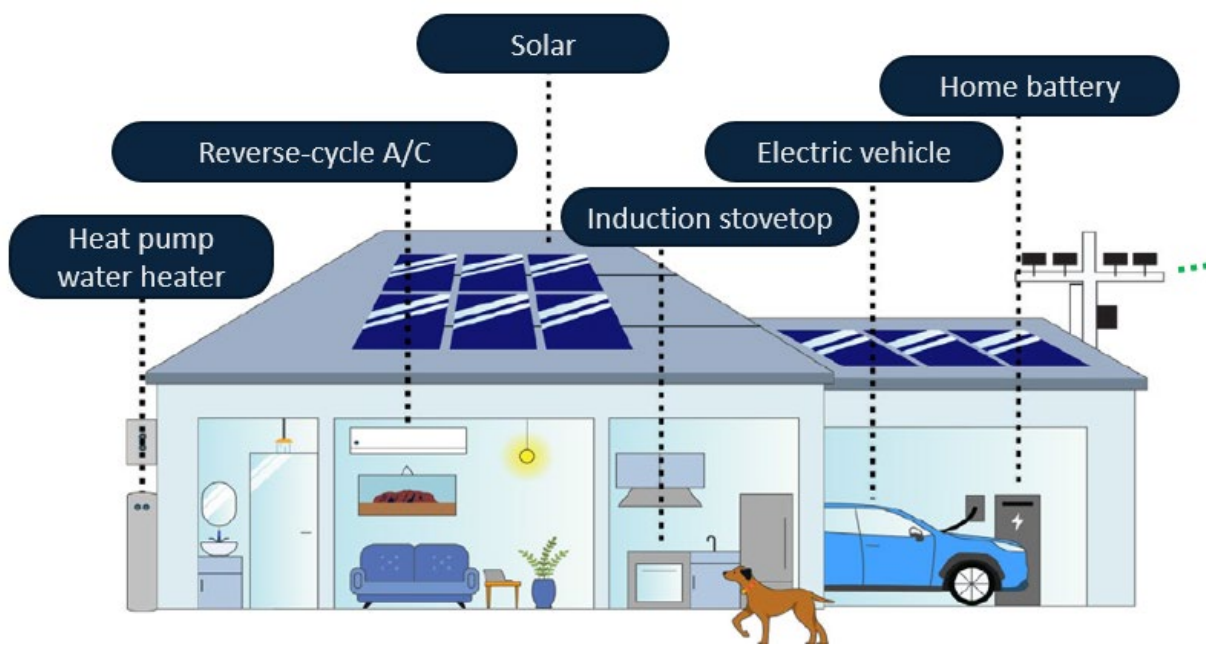 Solar
Home battery
Reverse-cycle A/C
Electric vehicle
Induction stovetop
Heat pump
water heater